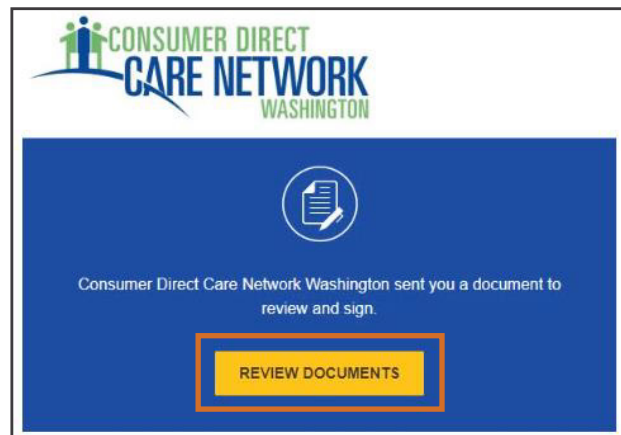 CONSUMER DIRECT
CARE NETWORK
WASHINGTON
Consumer Direct Care Network Washington sent you a document to
review and sign.
REVIEW DOCUMENTS